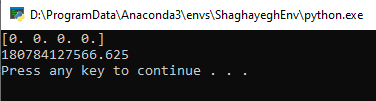 D:\ProgramData\Anaconda3\envs\ShaghayeghEnv\python.exe
[0. 0. 0. 0.]
180784127566.625
Press any key to continue . . .